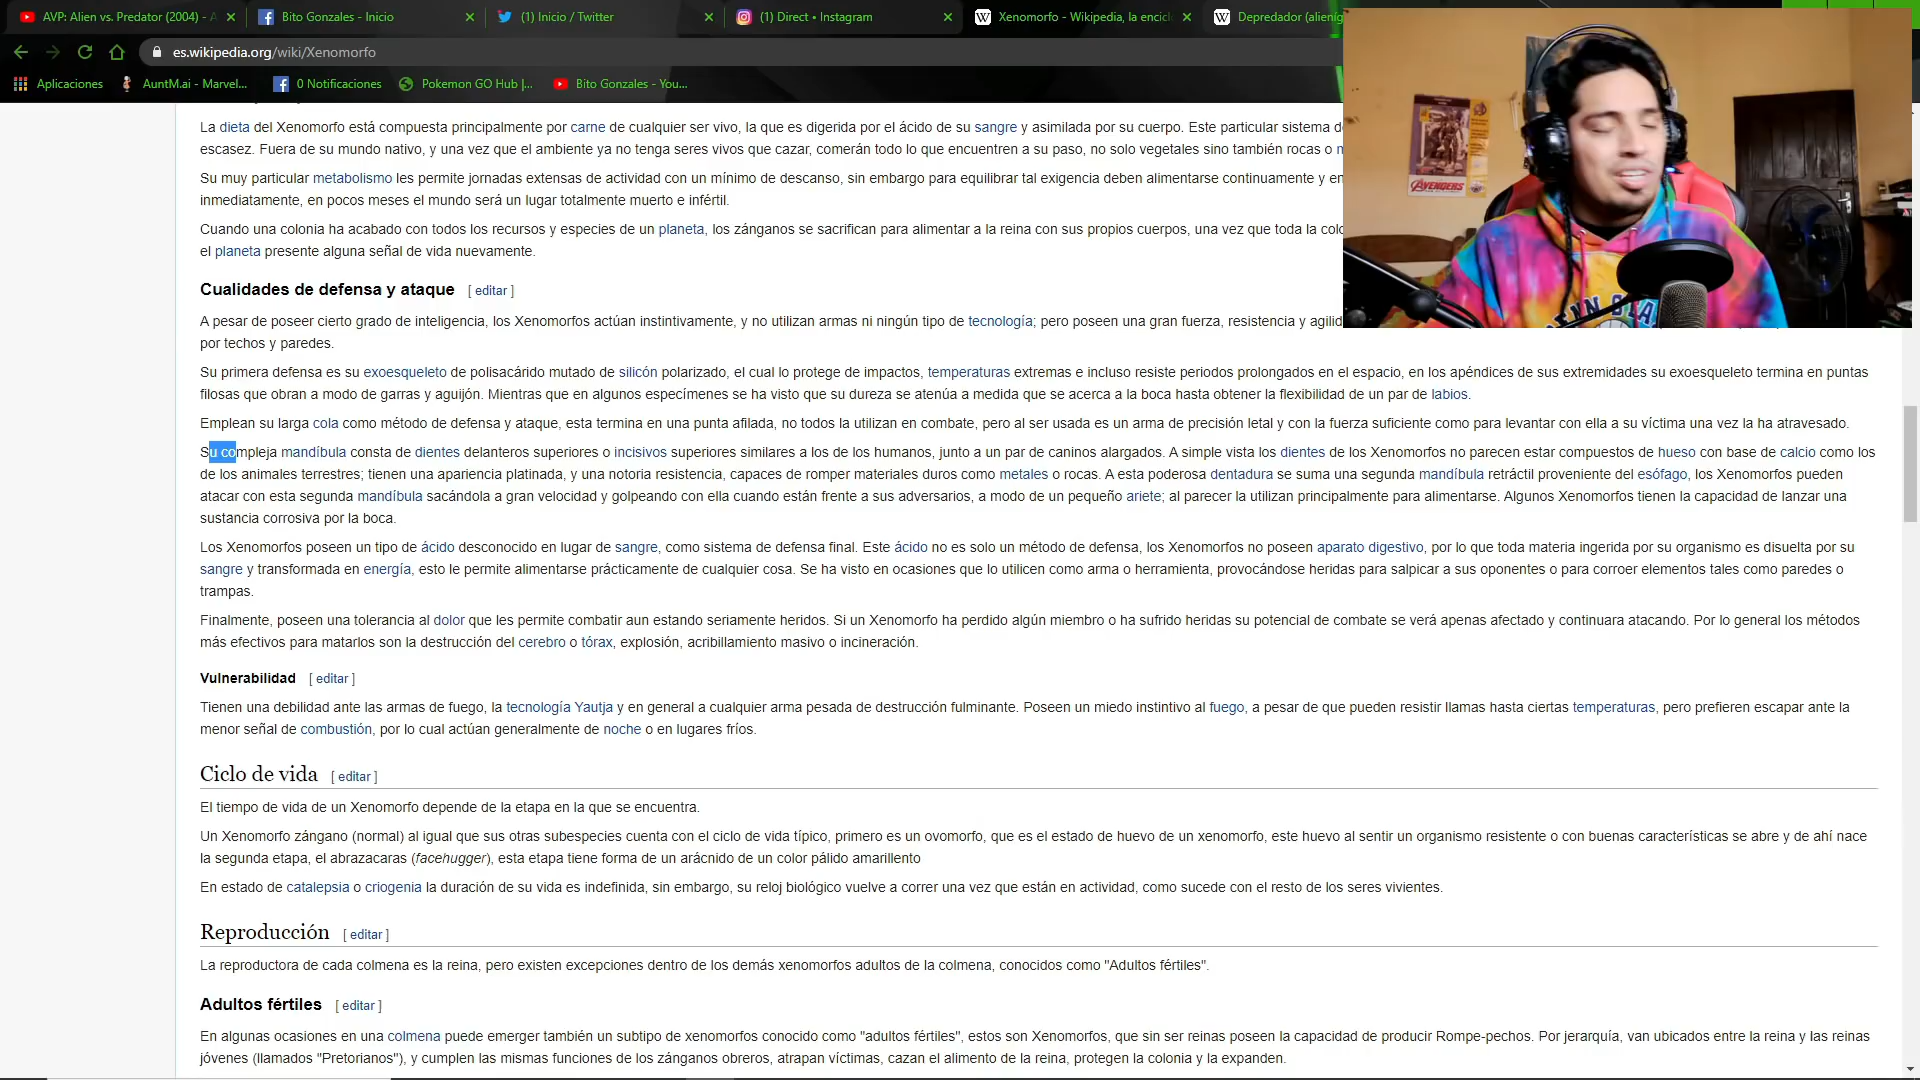 AVP: Alien vs. Predator (2004) - A
Bito Gonzales - Inicio
(1) Inicio / Twitter
(1) Direct • Instagram
Xenomorfo - Wikipedia, la encicl
Depredador (alieníg
es.wikipedia.org/wiki/Xenomorfo
Aplicaciones
AuntM.ai - Marvel...
0 Notificaciones
Pokemon GO Hub |...
Bito Gonzales - You...
AVENGERS
La dieta del Xenomorfo está compuesta principalmente por carne de cualquier ser vivo, la que es digerida por el ácido de su sangre y asimilada por su cuerpo. Este particular sistema d
escasez. Fuera de su mundo nativo, y una vez que el ambiente ya no tenga seres vivos que cazar, comerán todo lo que encuentren a su paso, no solo vegetales sino también rocas o
Su muy particular metabolismo les permite jornadas extensas de actividad con un mínimo de descanso, sin embargo para equilibrar tal exigencia deben alimentarse continuamente y en
inmediatamente, en pocos meses el mundo será un lugar totalmente muerto e infértil.
Cuando una colonia ha acabado con todos los recursos y especies de un planeta, los zánganos se sacrifican para alimentar a la reina con sus propios cuerpos, una vez que toda la colo
el planeta presente alguna señal de vida nuevamente.
Cualidades de defensa y ataque [ editar ]
A pesar de poseer cierto grado de inteligencia, los Xenomorfos actúan instintivamente, y no utilizan armas ni ningún tipo de tecnología; pero poseen una gran fuerza, resistencia y agilid
por techos y paredes.
Su primera defensa es su exoesqueleto de polisacárido mutado de silicón polarizado, el cual lo protege de impactos, temperaturas extremas e incluso resiste periodos prolongados en el espacio, en los apéndices de sus extremidades su exoesqueleto termina en puntas
filosas que obran a modo de garras y aguijón. Mientras que en algunos especímenes se ha visto que su dureza se atenúa a medida que se acerca a la boca hasta obtener la flexibilidad de un par de labios.
Emplean su larga cola como método de defensa y ataque, esta termina en una punta afilada, no todos la utilizan en combate, pero al ser usada es un arma de precisión letal y con la fuerza suficiente como para levantar con ella a su víctima una vez la ha atravesado.
Su compleja mandíbula consta de dientes delanteros superiores o incisivos superiores similares a los de los humanos, junto a un par de caninos alargados. A simple vista los dientes de los Xenomorfos no parecen estar compuestos de hueso con base de calcio como los
de los animales terrestres; tienen una apariencia platinada, y una notoria resistencia, capaces de romper materiales duros como metales o rocas. A esta poderosa dentadura se suma una segunda mandíbula retráctil proveniente del esófago, los Xenomorfos pueden
atacar con esta segunda mandíbula sacándola a gran velocidad y golpeando con ella cuando están frente a sus adversarios, a modo de un pequeño ariete; al parecer la utilizan principalmente para alimentarse. Algunos Xenomorfos tienen la capacidad de lanzar una
sustancia corrosiva por la boca.
Los Xenomorfos poseen un tipo de ácido desconocido en lugar de sangre, como sistema de defensa final. Este ácido no es solo un método de defensa, los Xenomorfos no poseen aparato digestivo, por lo que toda materia ingerida por su organismo es disuelta por su
sangre y transformada en energía, esto le permite alimentarse prácticamente de cualquier cosa. Se ha visto en ocasiones que lo utilicen como arma o herramienta, provocándose heridas para salpicar a sus oponentes o para corroer elementos tales como paredes o
trampas.
Finalmente, poseen una tolerancia al dolor que les permite combatir aun estando seriamente heridos. Si un Xenomorfo ha perdido algún miembro o ha sufrido heridas su potencial de combate se verá apenas afectado y continuara atacando. Por lo general los métodos
más efectivos para matarlos son la destrucción del cerebro o tórax, explosión, acribillamiento masivo o incineración.
Vulnerabilidad [ editar ]
Tienen una debilidad ante las armas de fuego, la tecnología Yautja y en general a cualquier arma pesada de destrucción fulminante. Poseen un miedo instintivo al fuego, a pesar de que pueden resistir llamas hasta ciertas temperaturas, pero prefieren escapar ante la
menor señal de combustión, por lo cual actúan generalmente de noche o en lugares fríos.
Ciclo de vida [ editar ]
El tiempo de vida de un Xenomorfo depende de la etapa en la que se encuentra.
Un Xenomorfo zángano (normal) al igual que sus otras subespecies cuenta con el ciclo de vida típico, primero es un ovomorfo, que es el estado de huevo de un xenomorfo, este huevo al sentir un organismo resistente o con buenas características se abre y de ahí nace
la segunda etapa, el abrazacaras (facehugger), esta etapa tiene forma de un arácnido de un color pálido amarillento
En estado de catalepsia o criogenia la duración de su vida es indefinida, sin embargo, su reloj biológico vuelve a correr una vez que están en actividad, como sucede con el resto de los seres vivientes.
Reproducción [ editar ]
La reproductora de cada colmena es la reina, pero existen excepciones dentro de los demás xenomorfos adultos de la colmena, conocidos como "Adultos fértiles".
Adultos fértiles [ editar ]
En algunas ocasiones en una colmena puede emerger también un subtipo de xenomorfos conocido como "adultos fértiles", estos son Xenomorfos, que sin ser reinas poseen la capacidad de producir Rompe-pechos. Por jerarquía, van ubicados entre la reina y las reinas
jóvenes (llamados "Pretorianos"), y cumplen las mismas funciones de los zánganos obreros, atrapan víctimas, cazan el alimento de la reina, protegen la colonia y la expanden.